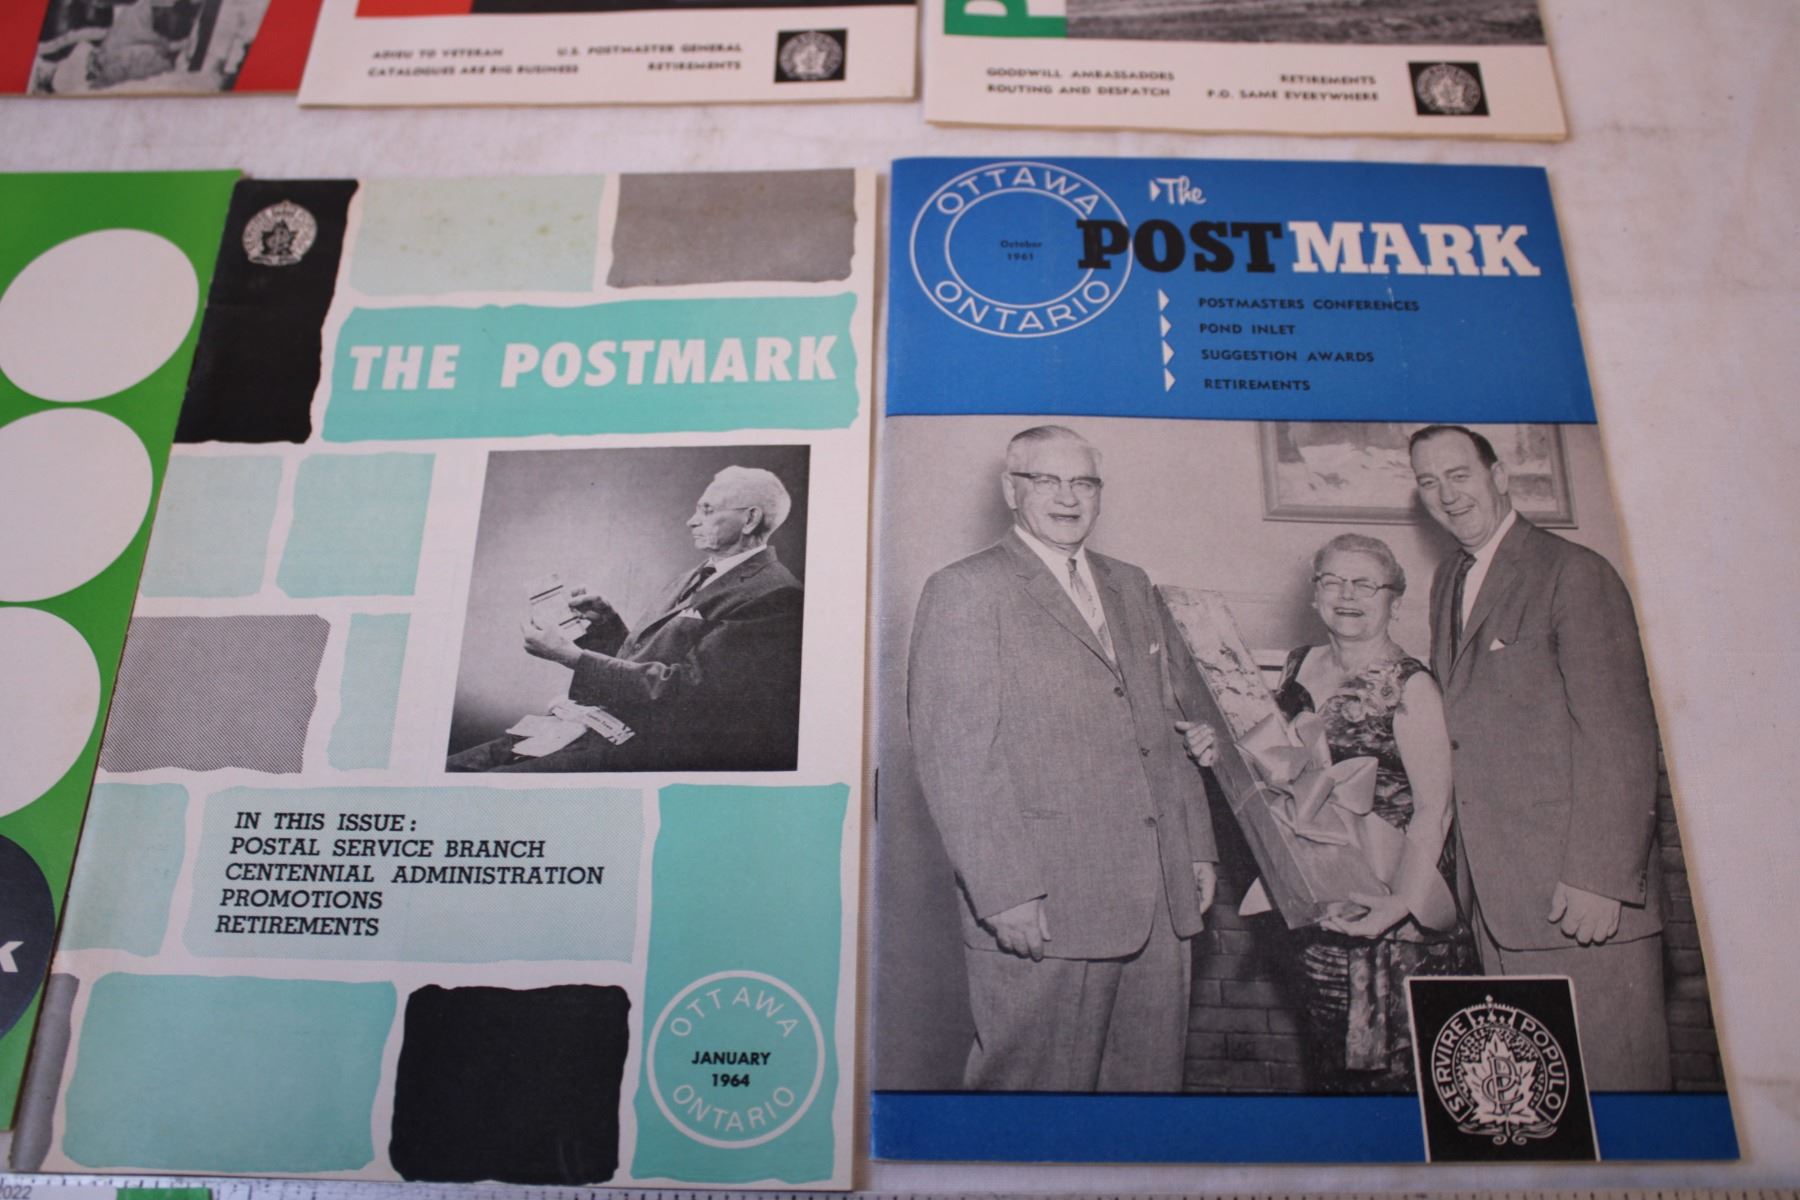 ADIEU TO VETERAN
U.S. POSTMASTER GENERAL
CATALOGUES ARE BIG BUSINESS
RETIREMENTS
GOODWILL AMBASSADORS
RETIREMENTS
ROUTING AND DESPATCH
P.O. SAME EVERYWHERE
P
THE POSTMARK
IN THIS ISSUE:
POSTAL SERVICE BRANCH
CENTENNIAL ADMINISTRATION
PROMOTIONS
RETIREMENTS
OTTAWA
JANUARY
1964
ONTARIO
OTTAWA
October
1961
ONTARIO
The
POSTMARK
POSTMASTERS CONFERENCES
POND INLET
SUGGESTION AWARDS
RETIREMENTS
SERVIRE POPULO
K
2022